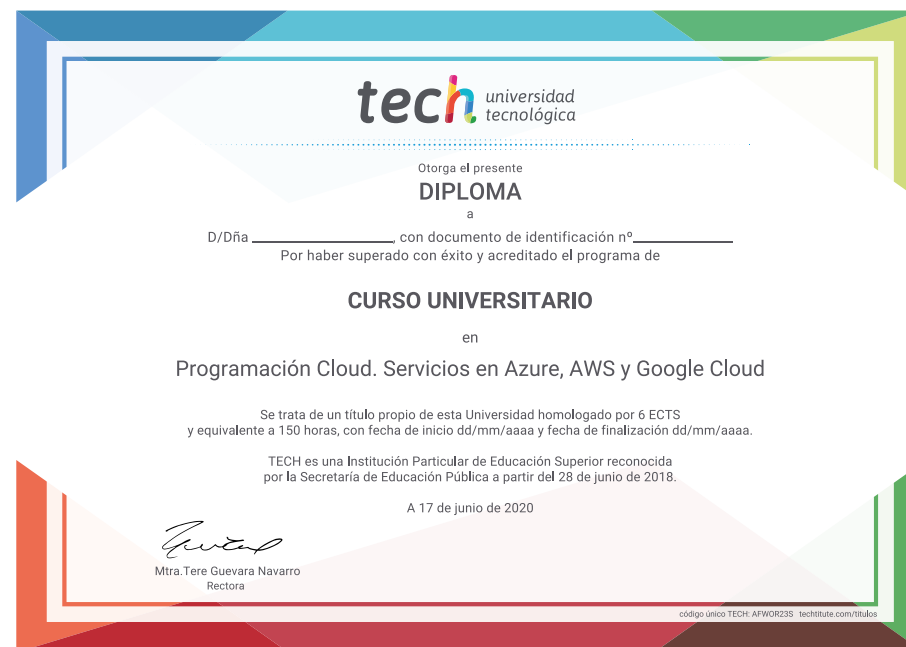 tech universidad
tecnológica
Otorga el presente
DIPLOMA
a
D/Dña ____________________, con documento de identificación nº______________
Por haber superado con éxito y acreditado el programa de
CURSO UNIVERSITARIO
en
Programación Cloud. Servicios en Azure, AWS y Google Cloud
Se trata de un título propio de esta Universidad homologado por 6 ECTS
y equivalente a 150 horas, con fecha de inicio dd/mm/aaaa y fecha de finalización dd/mm/aaaa.
TECH es una Institución Particular de Educación Superior reconocida
por la Secretaría de Educación Pública a partir del 28 de junio de 2018.
A 17 de junio de 2020
Mtra.Tere Guevara Navarro
Rectora
código único TECH: AFWOR23S techtitute.com/titulos